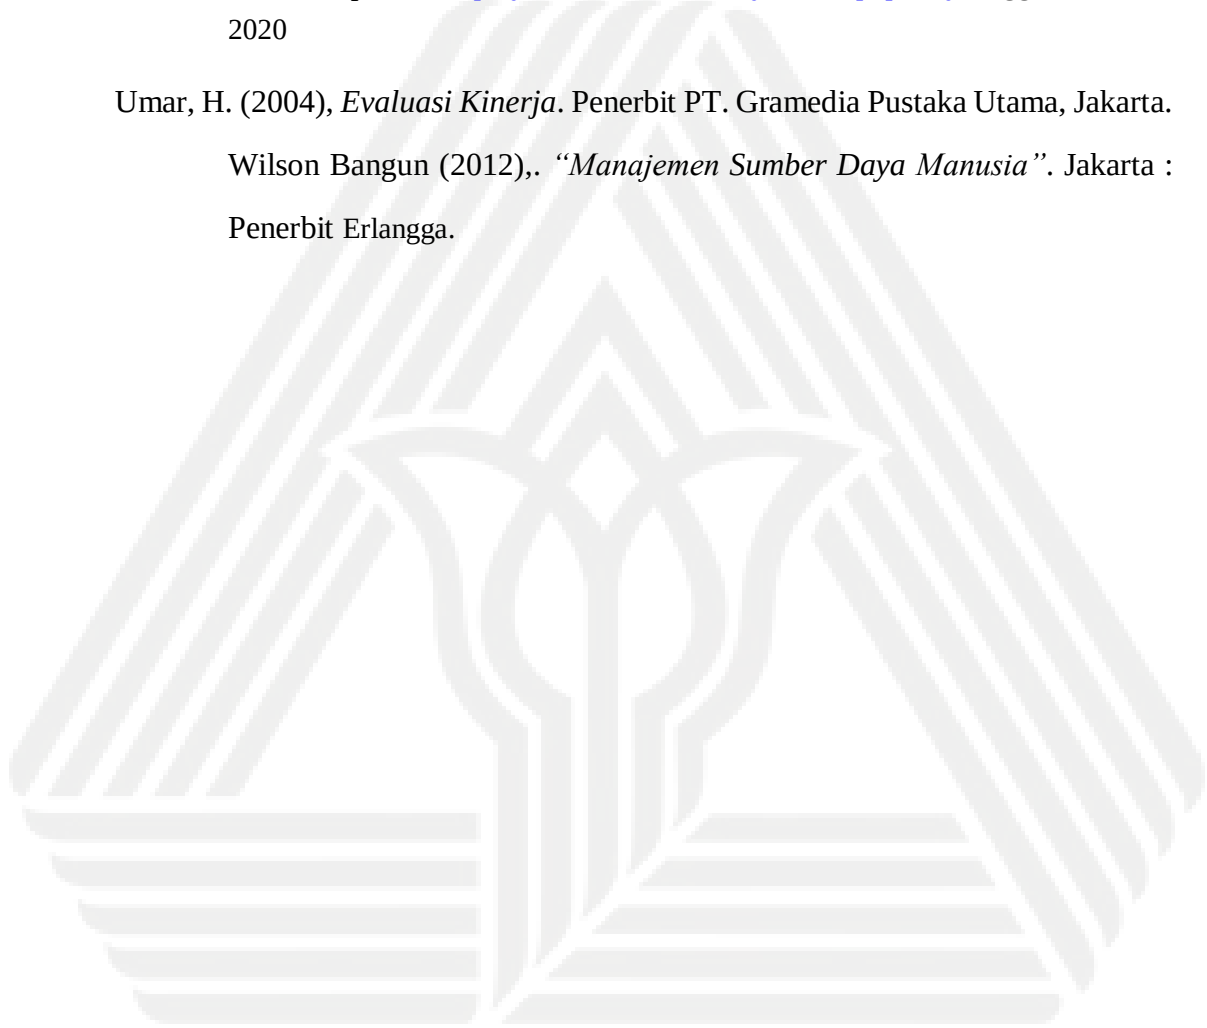 2020
Umar, H. (2004), Evaluasi Kinerja. Penerbit PT. Gramedia Pustaka Utama, Jakarta.
Wilson Bangun (2012),. “Manajemen Sumber Daya Manusia”. Jakarta :
Penerbit Erlangga.